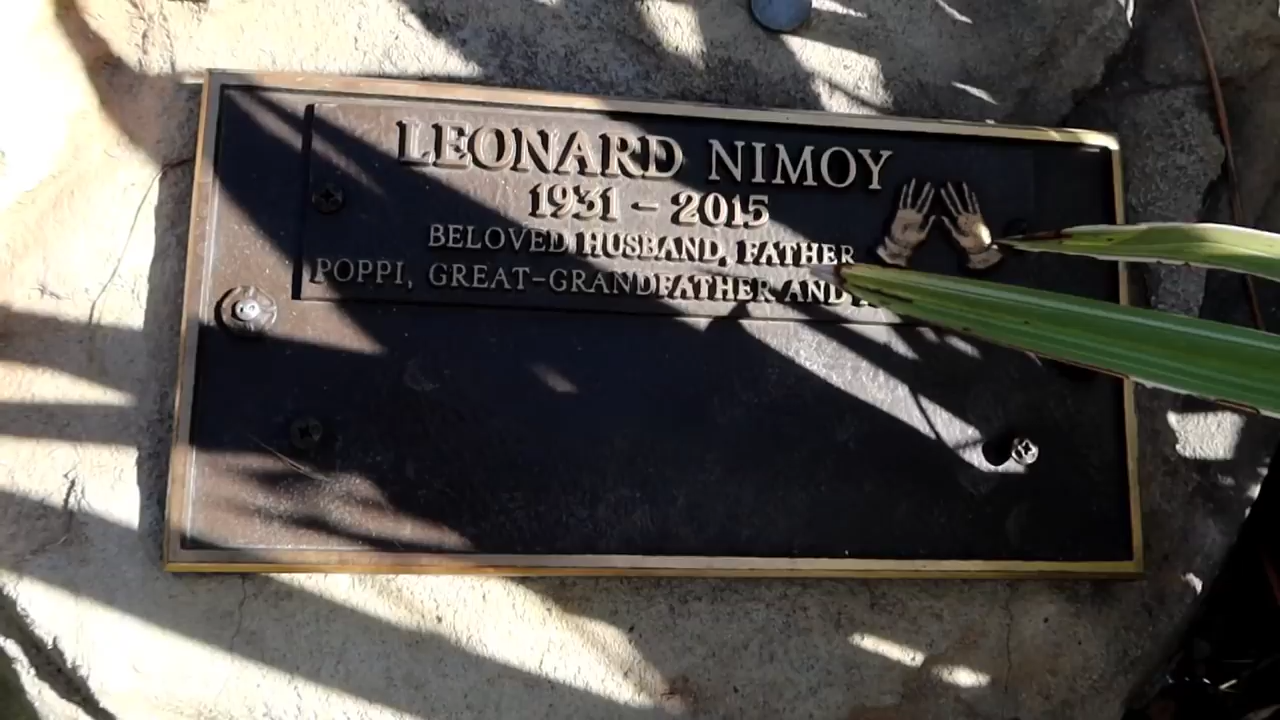 LEONARD NIMOY
1931 – 2015
BELOVED HUSBAND, FATHER
POPPI, GREAT-GRANDFATHER AND